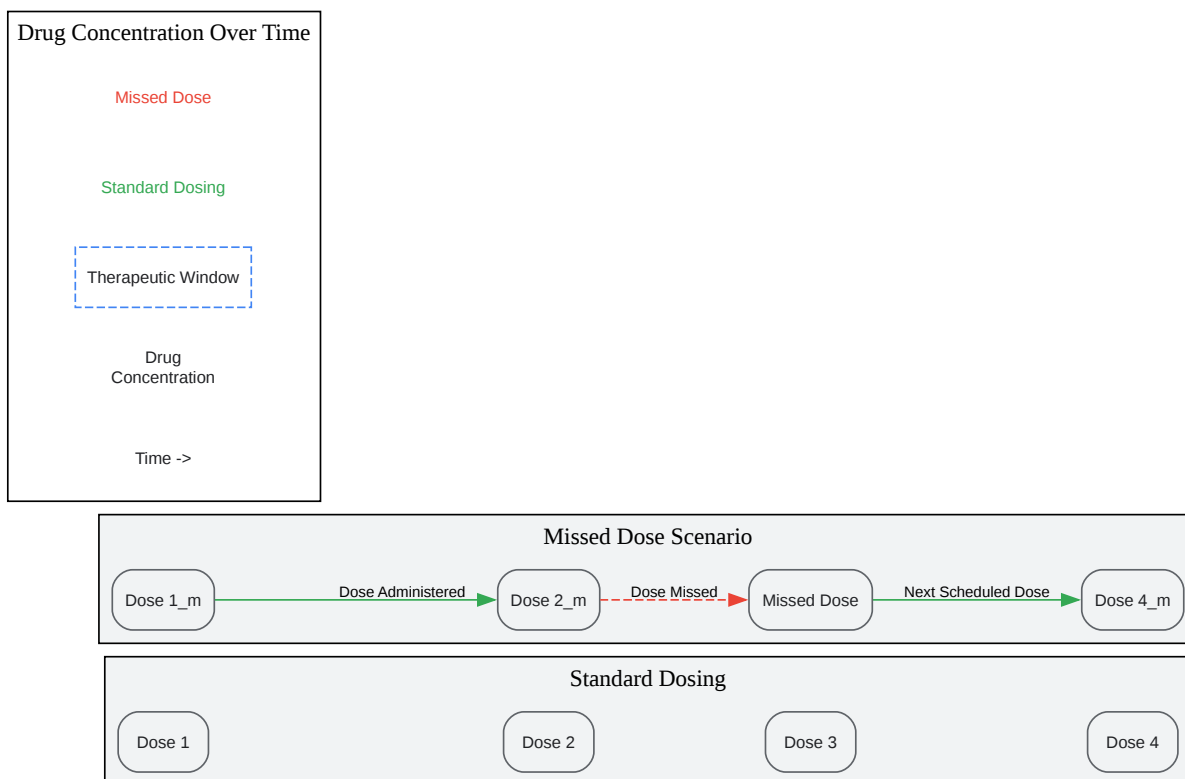 Drug Concentration Over Time
Missed Dose
Standard Dosing
Therapeutic Window
Drug
Concentration
Time ->
Missed Dose Scenario
Dose 1_m
Dose Administered
Dose 2_m
Dose Missed
Missed Dose
Next Scheduled Dose
Dose 4_m
Standard Dosing
Dose 1
Dose 2
Dose 3
Dose 4